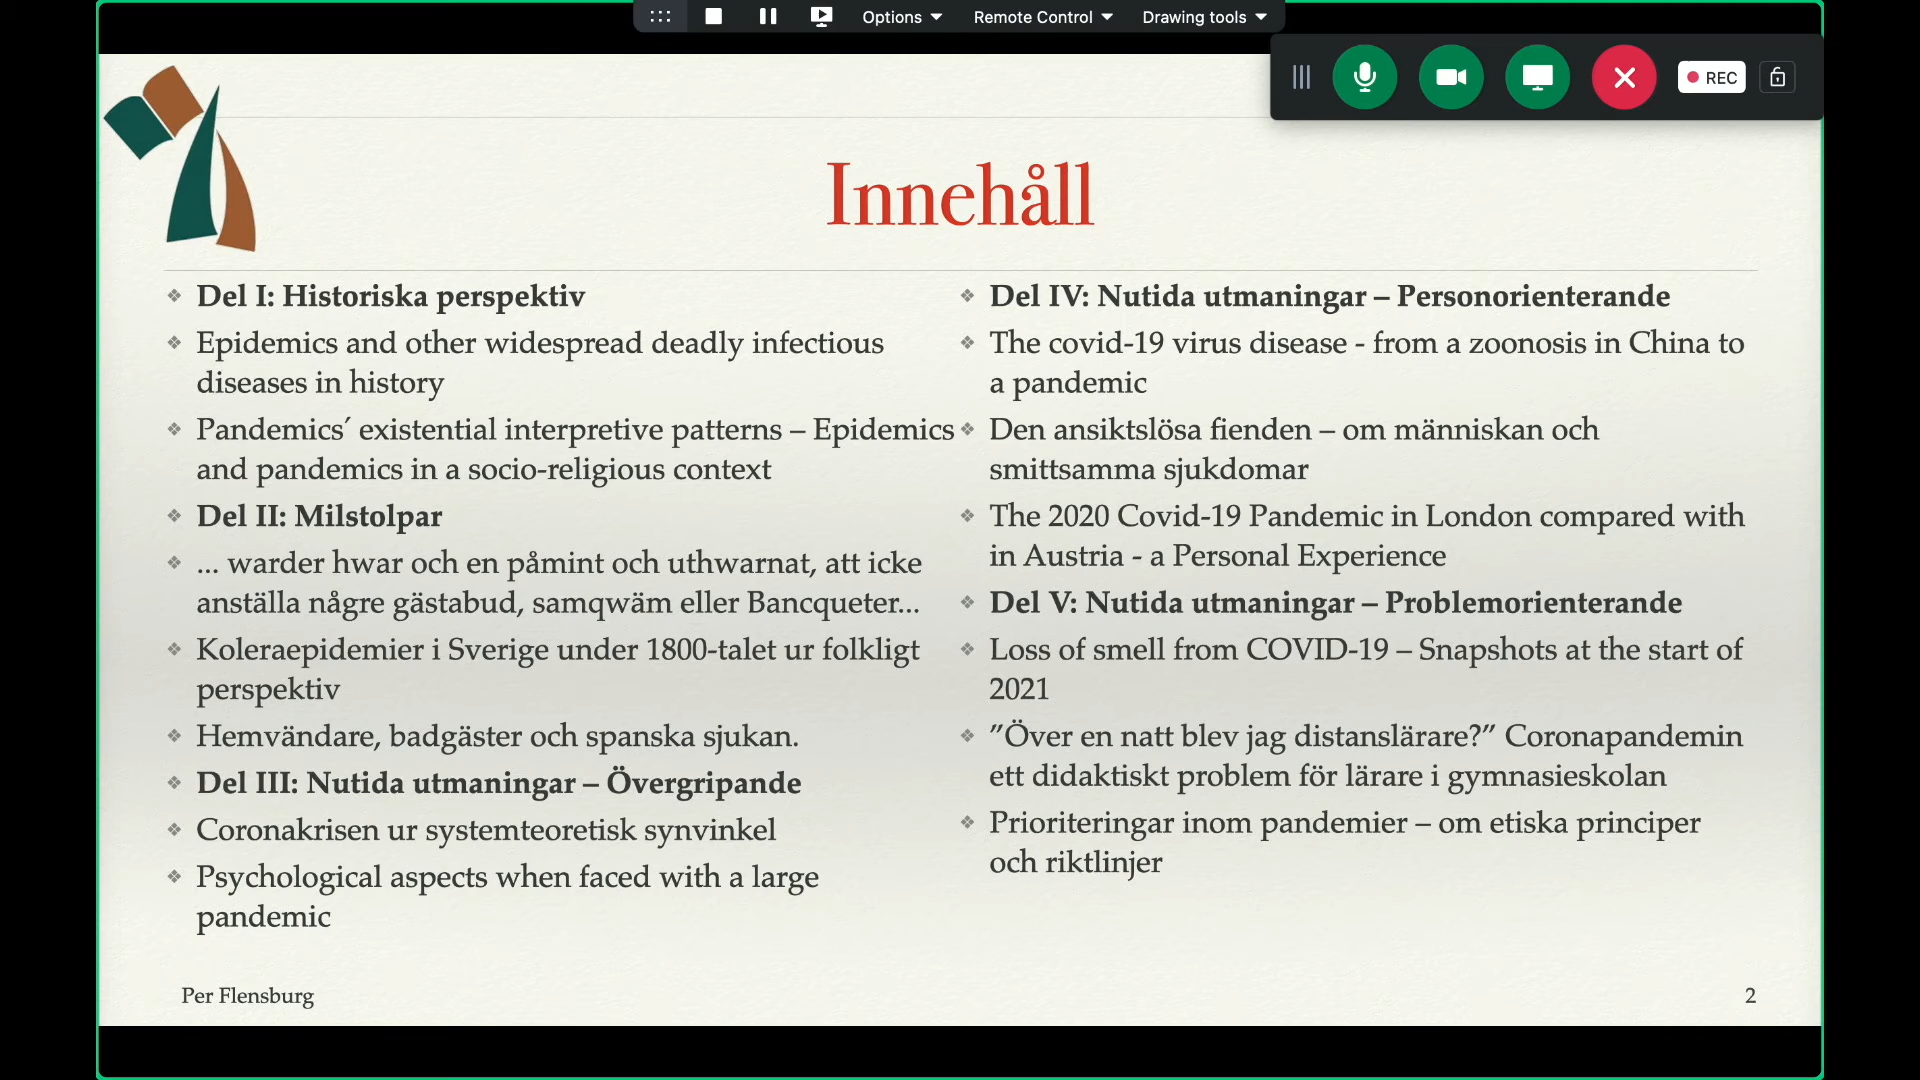 Options
Remote Control
Drawing tools
REC
Innehåll
Del I: Historiska perspektiv
Epidemics and other widespread deadly infectious
diseases in history
Pandemics´ existential interpretive patterns – Epidemics
and pandemics in a socio-religious context
Del II: Milstolpar
... warder hwar och en påmint och uthwarnat, att icke
anställa någre gästabud, samqwäm eller Bancqueter...
Koleraepidemier i Sverige under 1800-talet ur folkligt
perspektiv
Hemvändare, badgäster och spanska sjukan.
Del III: Nutida utmaningar – Övergripande
Coronakrisen ur systemteoretisk synvinkel
Psychological aspects when faced with a large
pandemic
Del IV: Nutida utmaningar – Personorienterande
The covid-19 virus disease - from a zoonosis in China to
a pandemic
Den ansiktslösa fienden – om människan och
smittsamma sjukdomar
The 2020 Covid-19 Pandemic in London compared with
in Austria - a Personal Experience
Del V: Nutida utmaningar – Problemorienterande
Loss of smell from COVID-19 – Snapshots at the start of
2021
”Över en natt blev jag distanslärare?” Coronapandemin
ett didaktiskt problem för lärare i gymnasieskolan
Prioriteringar inom pandemier – om etiska principer
och riktlinjer
Per Flensburg
2